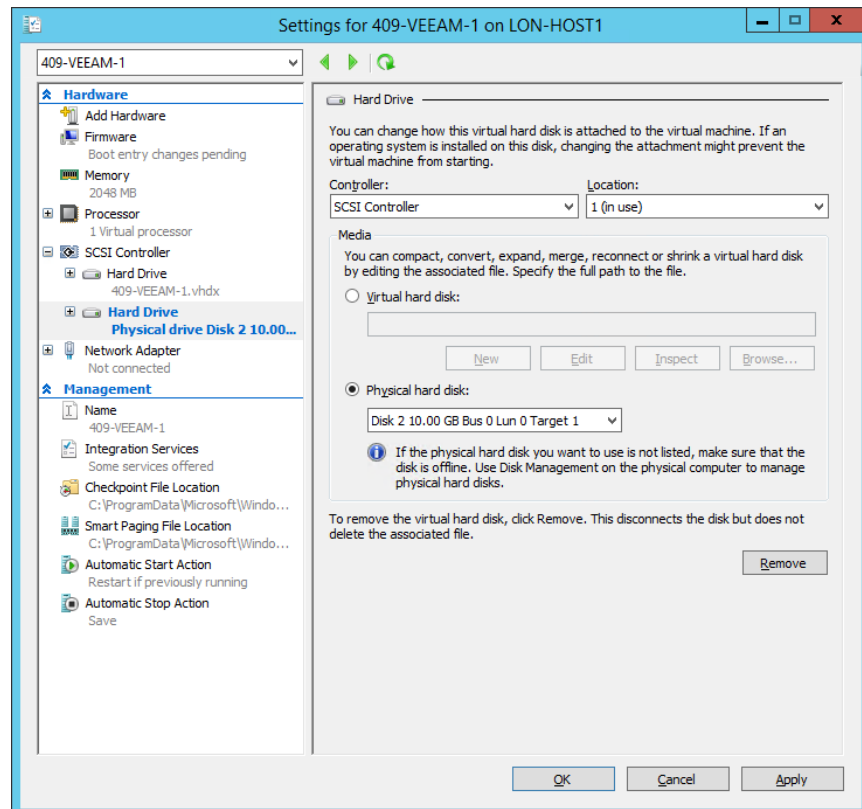 Settings for 409-VEEAM-1 on LON-HOST1
409-VEEAM-1
Hardware
Add Hardware
Firmware
Boot entry changes pending
Memory
2048 MB
Processor
1 Virtual processor
SCSI Controller
Hard Drive
409-VEEAM-1.vhdx
Hard Drive
Physical drive Disk 2 10.00...
Network Adapter
Not connected
Management
Name
409-VEEAM-1
Integration Services
Some services offered
Checkpoint File Location
C:\ProgramData\Microsoft\Windo...
Smart Paging File Location
C:\ProgramData\Microsoft\Windo...
Automatic Start Action
Restart if previously running
Automatic Stop Action
Save
Hard Drive
You can change how this virtual hard disk is attached to the virtual machine. If an
operating system is installed on this disk, changing the attachment might prevent the
virtual machine from starting.
Controller: Location:
SCSI Controller 1 (in use)
Media
You can compact, convert, expand, merge, reconnect or shrink a virtual hard disk
by editing the associated file. Specify the full path to the file.
Virtual hard disk:
New Edit Inspect Browse...
Physical hard disk:
Disk 2 10.00 GB Bus 0 Lun 0 Target 1
If the physical hard disk you want to use is not listed, make sure that the
disk is offline. Use Disk Management on the physical computer to manage
physical hard disks.
To remove the virtual hard disk, click Remove. This disconnects the disk but does not
delete the associated file.
Remove
OK Cancel Apply